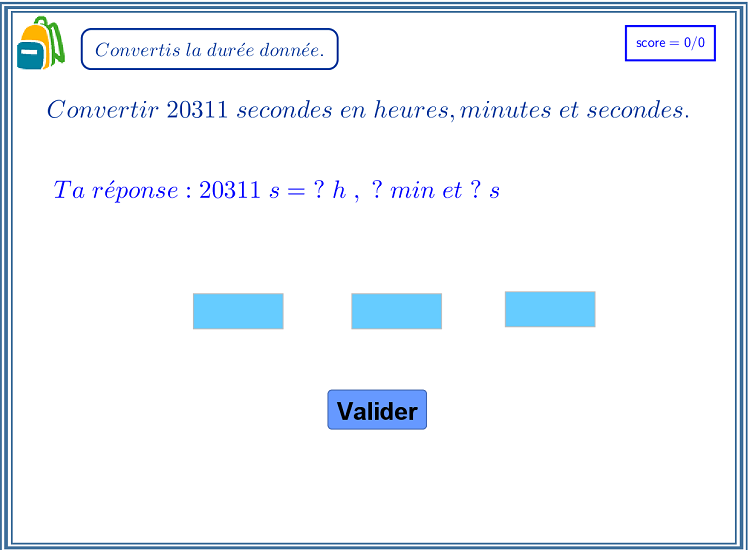 Convertis la durée donnée.
score = 0/0
Convertir 20311 secondes en heures, minutes et secondes.
Ta réponse : 20311 s = ? h , ? min et ? s
Valider